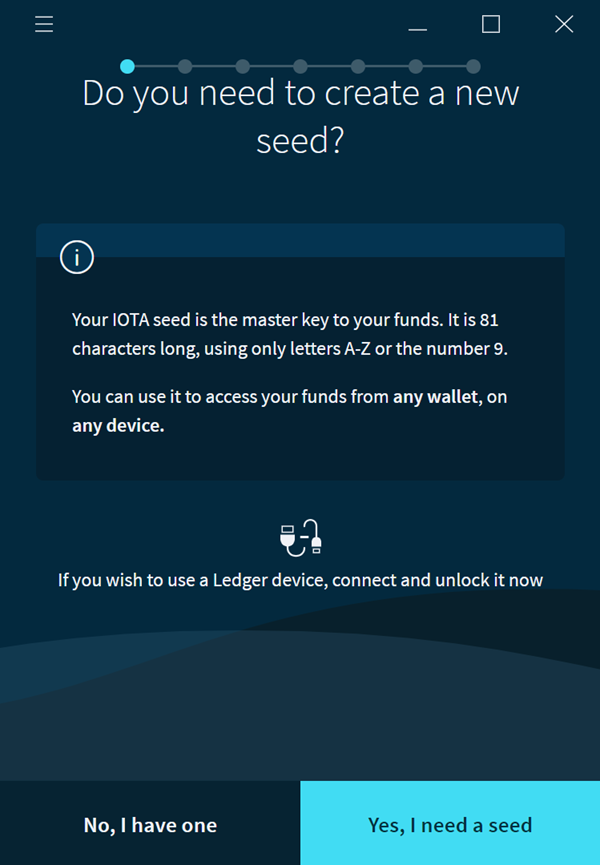 Do you need to create a new
seed?
Your IOTA seed is the master key to your funds. It is 81
characters long, using only letters A-Z or the number 9.
You can use it to access your funds from any wallet, on
any device.
If you wish to use a Ledger device, connect and unlock it now
No, I have one
Yes, I need a seed